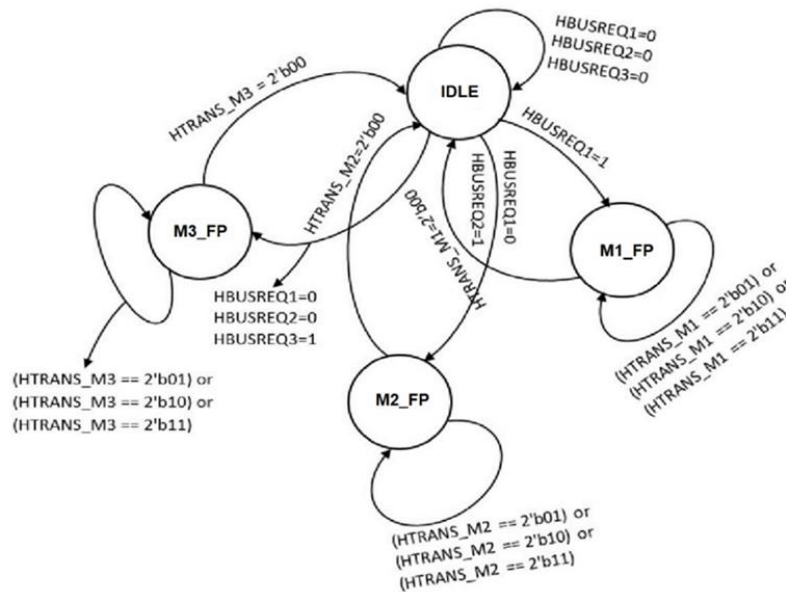 HBUSREQ1=0
HBUSREQ2=0
HBUSREQ3=0
IDLE
HTRANS_M3 = 2'b00
HTRANS_M2=2'b00
HBUSREQ1=1
HBUSREQ1=0
HBUSREQ2=1
HTRANS_M1=2'b00
M3_FP
M1_FP
HBUSREQ1=0
HBUSREQ2=0
HBUSREQ3=1
(HTRANS_M1 == 2'b01) or
(HTRANS_M1 == 2'b10) or
(HTRANS_M1 == 2'b11)
(HTRANS_M3 == 2'b01) or
(HTRANS_M3 == 2'b10) or
(HTRANS_M3 == 2'b11)
M2_FP
(HTRANS_M2 == 2'b01) or
(HTRANS_M2 == 2'b10) or
(HTRANS_M2 == 2'b11)